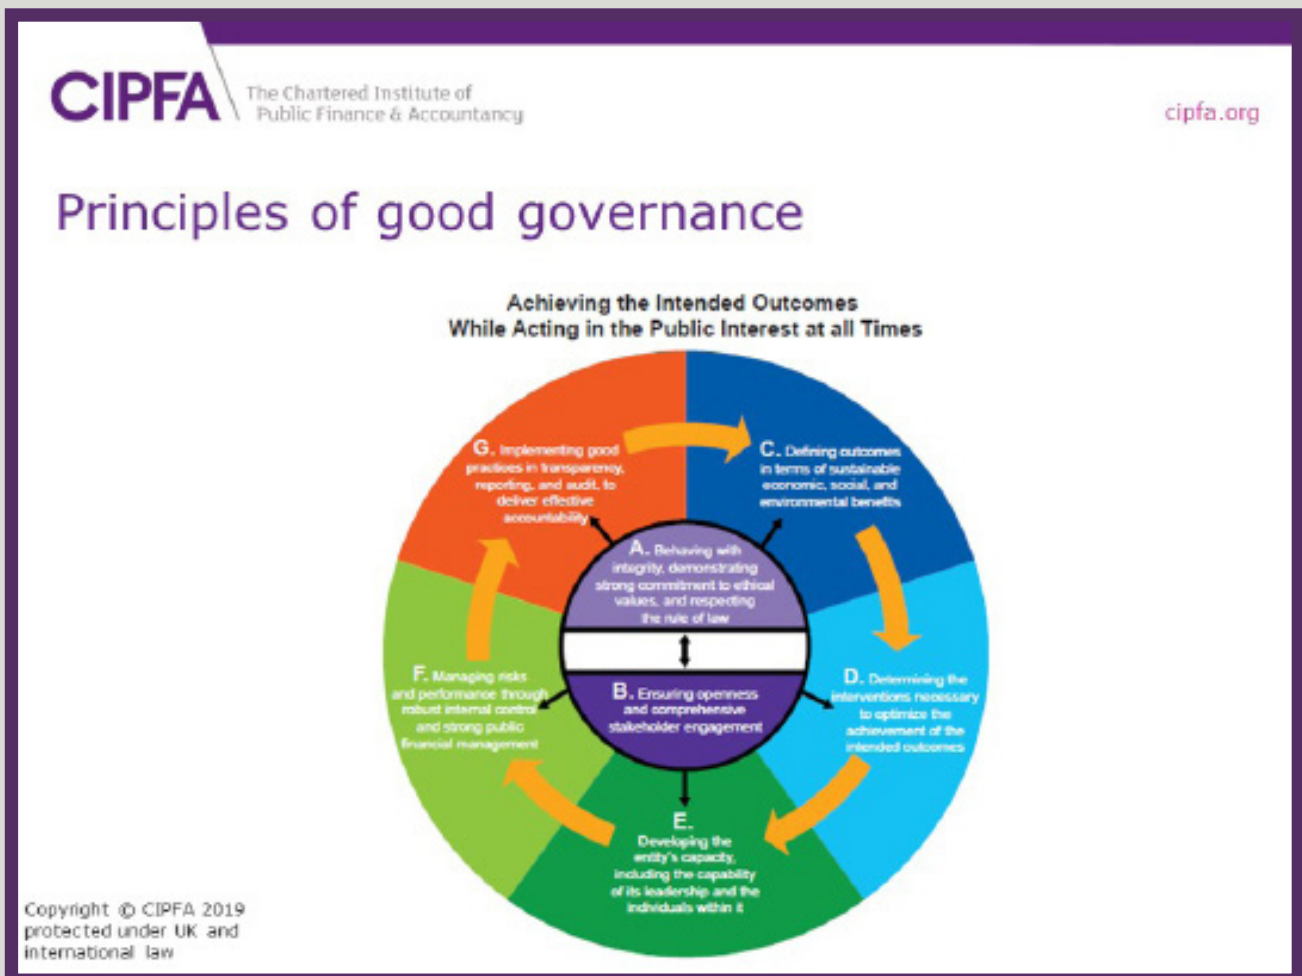 CIPFA
The Chartered Institute of
Public Finance & Accountancy
cipfa.org
Principles of good governance
Achieving the Intended Outcomes
While Acting in the Public Interest at all Times
G. Implementing good
practices in transparency,
reporting, and audit, to
deliver effective
accountability
C. Defining outcomes
in terms of sustainable
economic, social, and
environmental benefits
A. Behaving with
integrity, demonstrating
strong commitment to ethical
values, and respecting
the rule of law
F. Managing risks
and performance through
robust internal control
and strong public
financial management
B. Ensuring openness
and comprehensive
stakeholder engagement
D. Determining the
interventions necessary
to optimize the
achievement of the
intended outcomes
E.
Developing the
entity's capacity,
including the capability
of its leadership and the
individuals within it
Copyright © CIPFA 2019
protected under UK and
international law